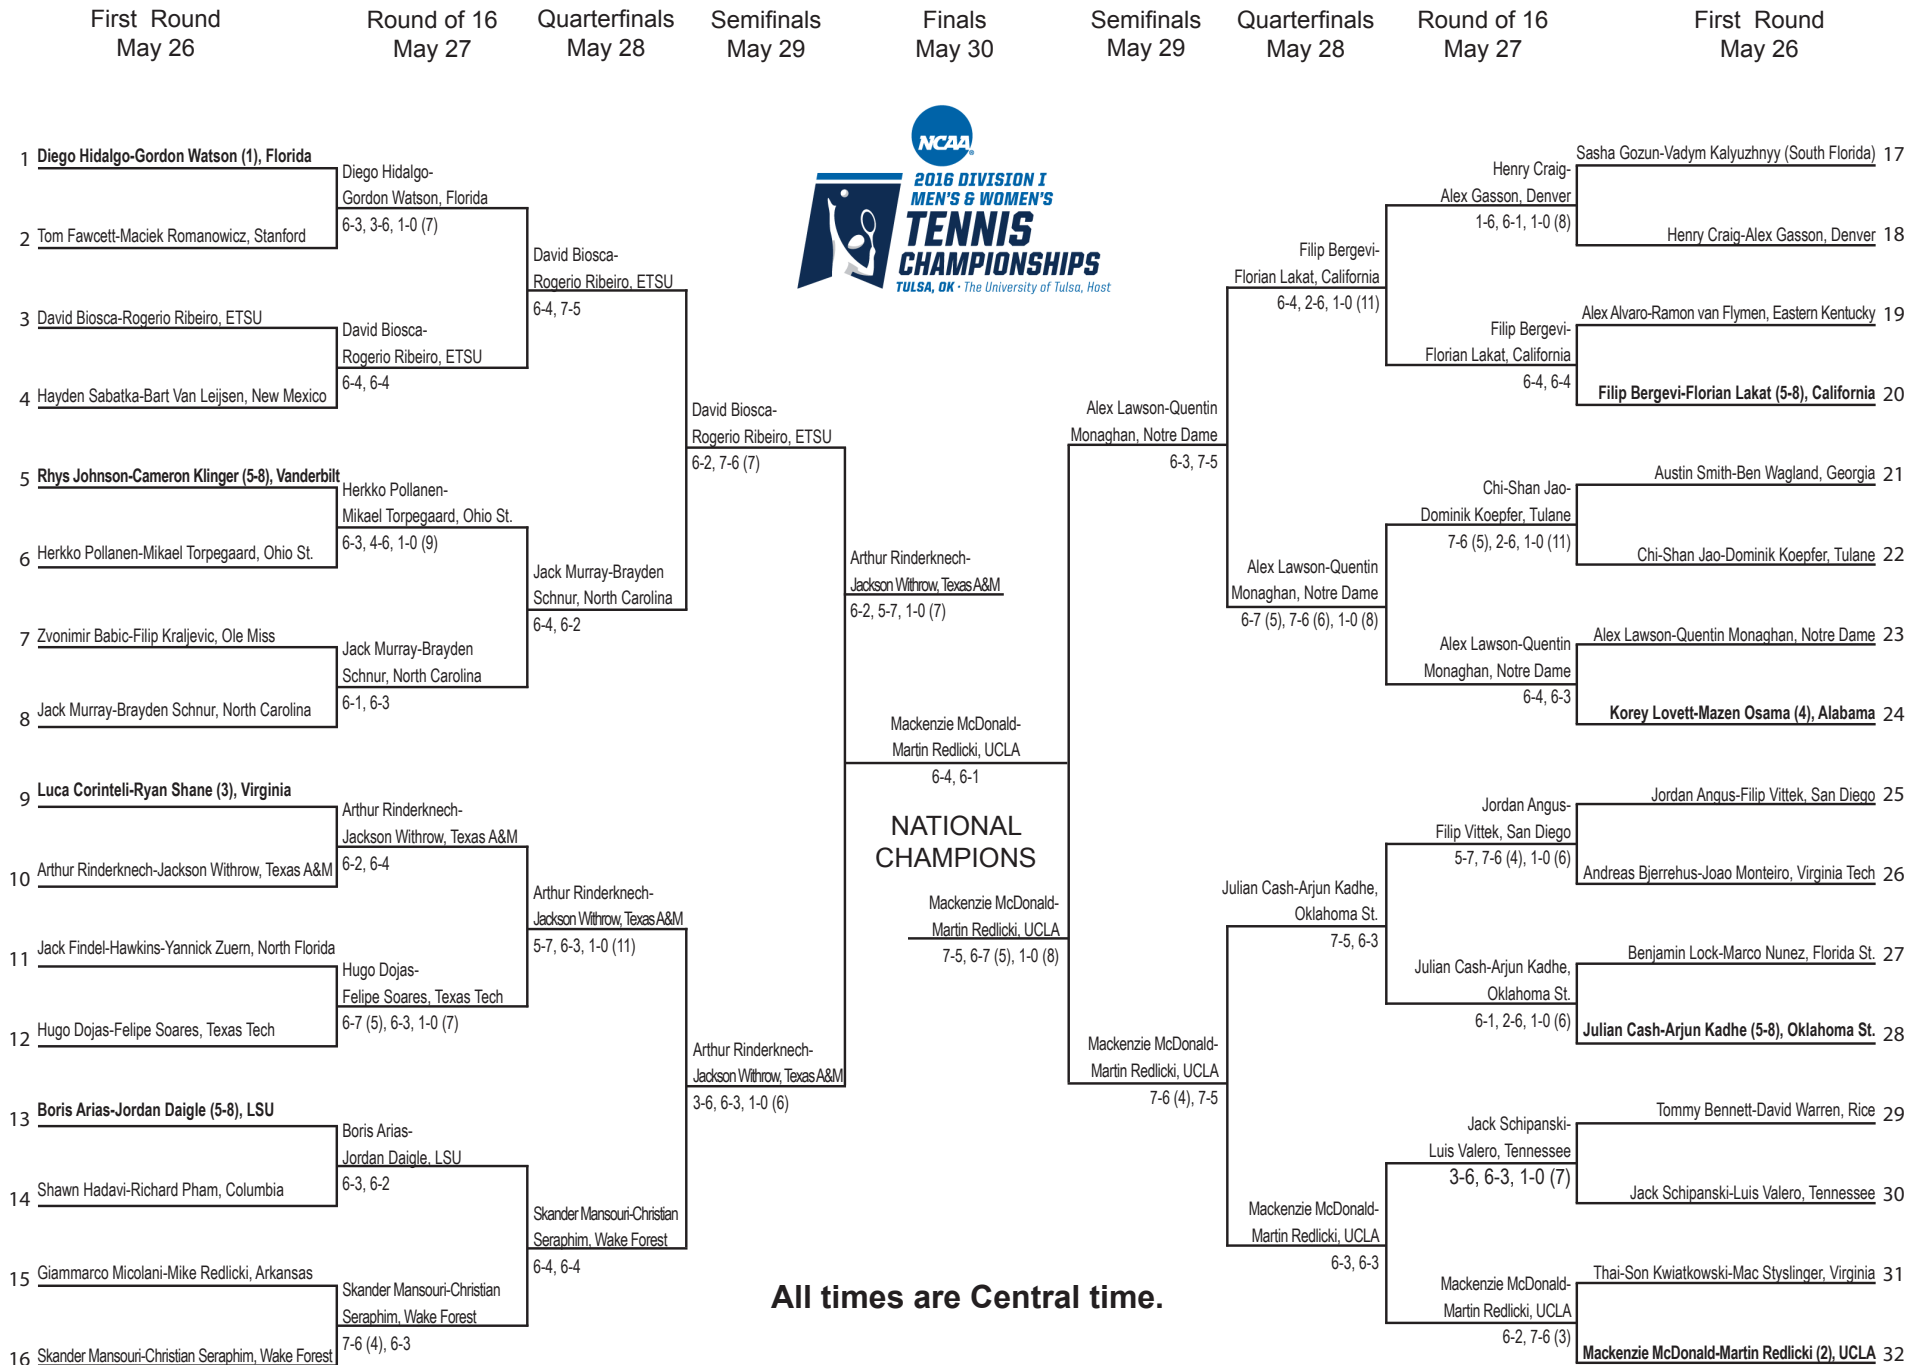 First Round
May 26
Round of 16
May 27
Quarterfinals
May 28
Semifinals
May 29
Finals
May 30
Semifinals
May 29
Quarterfinals
May 28
Round of 16
May 27
First Round
May 26
NCAA
2016 DIVISION I
MEN'S & WOMEN'S
TENNIS
CHAMPIONSHIPS
TULSA, OK · The University of Tulsa, Host
1 Diego Hidalgo-Gordon Watson (1), Florida
2 Tom Fawcett-Maciek Romanowicz, Stanford
3 David Biosca-Rogerio Ribeiro, ETSU
4 Hayden Sabatka-Bart Van Leijsen, New Mexico
5 Rhys Johnson-Cameron Klinger (5-8), Vanderbilt
6 Herkko Pollanen-Mikael Torpegaard, Ohio St.
7 Zvonimir Babic-Filip Kraljevic, Ole Miss
8 Jack Murray-Brayden Schnur, North Carolina
9 Luca Corinteli-Ryan Shane (3), Virginia
10 Arthur Rinderknech-Jackson Withrow, Texas A&M
11 Jack Findel-Hawkins-Yannick Zuern, North Florida
12 Hugo Dojas-Felipe Soares, Texas Tech
13 Boris Arias-Jordan Daigle (5-8), LSU
14 Shawn Hadavi-Richard Pham, Columbia
15 Giammarco Micolani-Mike Redlicki, Arkansas
16 Skander Mansouri-Christian Seraphim, Wake Forest
Diego Hidalgo-
Gordon Watson, Florida
6-3, 3-6, 1-0 (7)
David Biosca-
Rogerio Ribeiro, ETSU
6-4, 6-4
Herkko Pollanen-
Mikael Torpegaard, Ohio St.
6-3, 4-6, 1-0 (9)
Jack Murray-Brayden
Schnur, North Carolina
6-1, 6-3
Arthur Rinderknech-
Jackson Withrow, Texas A&M
6-2, 6-4
Hugo Dojas-
Felipe Soares, Texas Tech
6-7 (5), 6-3, 1-0 (7)
Boris Arias-
Jordan Daigle, LSU
6-3, 6-2
Skander Mansouri-Christian
Seraphim, Wake Forest
7-6 (4), 6-3
David Biosca-
Rogerio Ribeiro, ETSU
6-4, 7-5
Jack Murray-Brayden
Schnur, North Carolina
6-4, 6-2
Arthur Rinderknech-
Jackson Withrow, Texas A&M
5-7, 6-3, 1-0 (11)
Skander Mansouri-Christian
Seraphim, Wake Forest
6-4, 6-4
David Biosca-
Rogerio Ribeiro, ETSU
6-2, 7-6 (7)
Arthur Rinderknech-
Jackson Withrow, Texas A&M
3-6, 6-3, 1-0 (6)
Arthur Rinderknech-
Jackson Withrow, Texas A&M
6-2, 5-7, 1-0 (7)
Mackenzie McDonald-
Martin Redlicki, UCLA
6-4, 6-1
NATIONAL
CHAMPIONS
Mackenzie McDonald-
Martin Redlicki, UCLA
7-5, 6-7 (5), 1-0 (8)
Alex Lawson-Quentin
Monaghan, Notre Dame
6-3, 7-5
Mackenzie McDonald-
Martin Redlicki, UCLA
7-6 (4), 7-5
Filip Bergevi-
Florian Lakat, California
6-4, 2-6, 1-0 (11)
Alex Lawson-Quentin
Monaghan, Notre Dame
6-7 (5), 7-6 (6), 1-0 (8)
Julian Cash-Arjun Kadhe,
Oklahoma St.
7-5, 6-3
Mackenzie McDonald-
Martin Redlicki, UCLA
6-3, 6-3
Henry Craig-
Alex Gasson, Denver
1-6, 6-1, 1-0 (8)
Filip Bergevi-
Florian Lakat, California
6-4, 6-4
Chi-Shan Jao-
Dominik Koepfer, Tulane
7-6 (5), 2-6, 1-0 (11)
Alex Lawson-Quentin
Monaghan, Notre Dame
6-4, 6-3
Jordan Angus-
Filip Vittek, San Diego
5-7, 7-6 (4), 1-0 (6)
Julian Cash-Arjun Kadhe,
Oklahoma St.
6-1, 2-6, 1-0 (6)
Jack Schipanski-
Luis Valero, Tennessee
3-6, 6-3, 1-0 (7)
Mackenzie McDonald-
Martin Redlicki, UCLA
6-2, 7-6 (3)
Sasha Gozun-Vadym Kalyuzhnyy (South Florida) 17
Henry Craig-Alex Gasson, Denver 18
Alex Alvaro-Ramon van Flymen, Eastern Kentucky 19
Filip Bergevi-Florian Lakat (5-8), California 20
Austin Smith-Ben Wagland, Georgia 21
Chi-Shan Jao-Dominik Koepfer, Tulane 22
Alex Lawson-Quentin Monaghan, Notre Dame 23
Korey Lovett-Mazen Osama (4), Alabama 24
Jordan Angus-Filip Vittek, San Diego 25
Andreas Bjerrehus-Joao Monteiro, Virginia Tech 26
Benjamin Lock-Marco Nunez, Florida St. 27
Julian Cash-Arjun Kadhe (5-8), Oklahoma St. 28
Tommy Bennett-David Warren, Rice 29
Jack Schipanski-Luis Valero, Tennessee 30
Thai-Son Kwiatkowski-Mac Styslinger, Virginia 31
Mackenzie McDonald-Martin Redlicki (2), UCLA 32
All times are Central time.